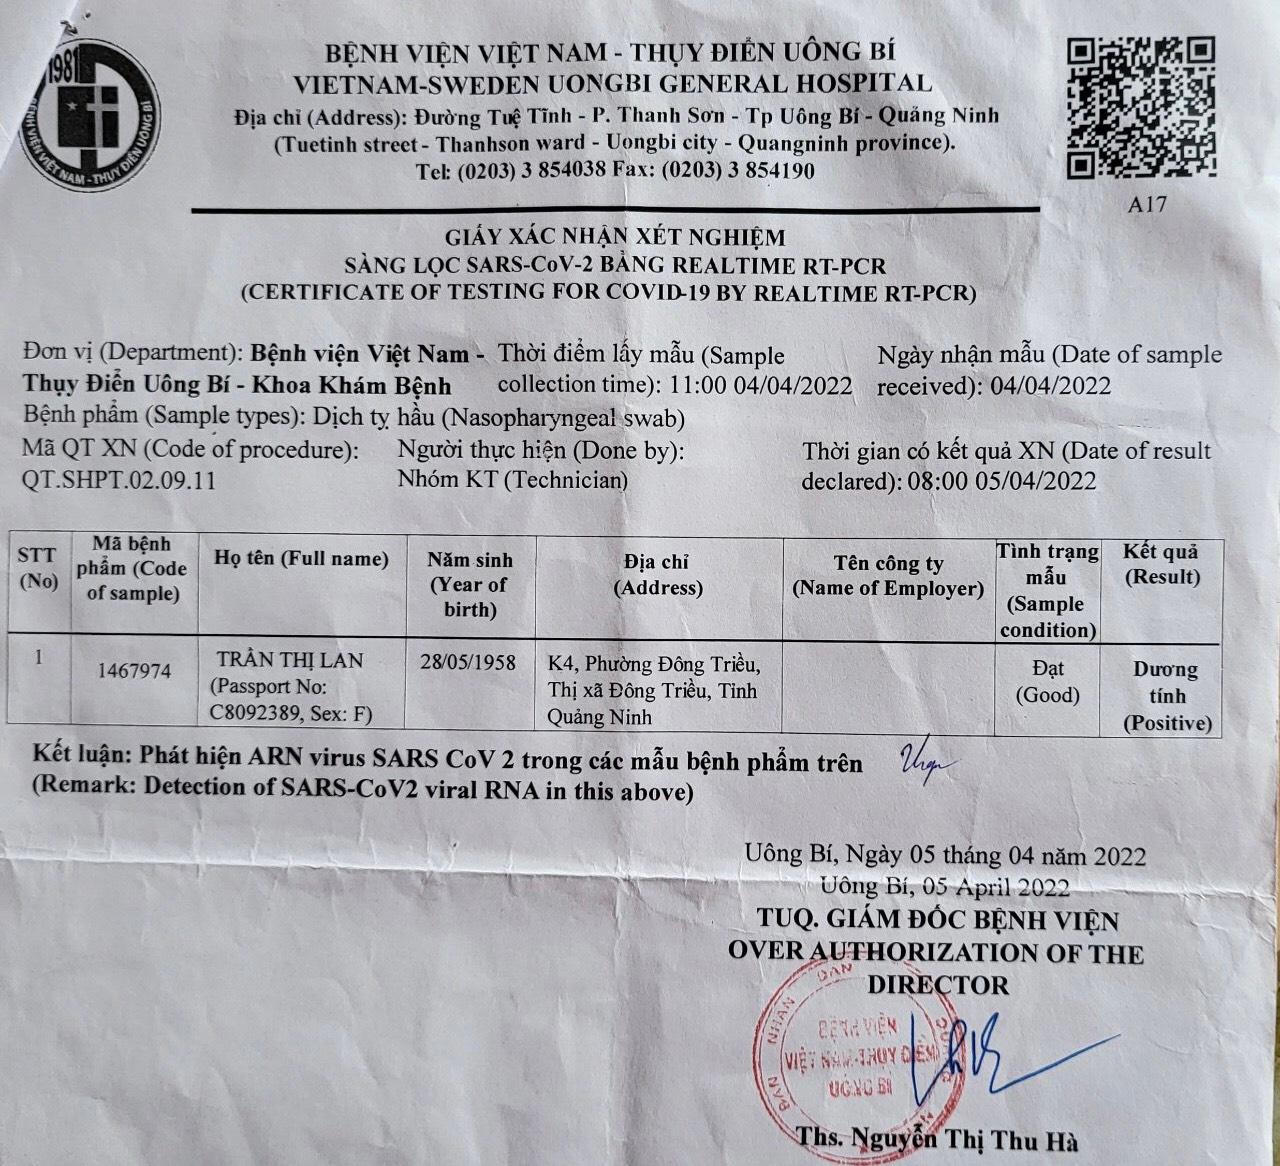 1981
BỆNH VIỆN VIỆT NAM - THỤY ĐIỂN UÔNG BÍ
BỆNH VIỆN VIỆT NAM - THỤY ĐIỂN UÔNG BÍ
VIETNAM-SWEDEN UONGBI GENERAL HOSPITAL
Địa chỉ (Address): Đường Tuệ Tĩnh - P. Thanh Sơn - Tp Uông Bí - Quảng Ninh
(Tuetinh street - Thanhson ward - Uongbi city - Quangninh province).
Tel: (0203) 3 854038 Fax: (0203) 3 854190
A17
GIẤY XÁC NHẬN XÉT NGHIỆM
SÀNG LỌC SARS-CoV-2 BẰNG REALTIME RT-PCR
(CERTIFICATE OF TESTING FOR COVID-19 BY REALTIME RT-PCR)
Đơn vị (Department): Bệnh viện Việt Nam -
Thụy Điển Uông Bí - Khoa Khám Bệnh
Thời điểm lấy mẫu (Sample
collection time): 11:00 04/04/2022
Ngày nhận mẫu (Date of sample
received): 04/04/2022
Bệnh phẩm (Sample types): Dịch tỵ hầu (Nasopharyngeal swab)
Mã QT XN (Code of procedure):
QT.SHPT.02.09.11
Người thực hiện (Done by):
Nhóm KT (Technician)
Thời gian có kết quả XN (Date of result
declared): 08:00 05/04/2022
STT
(No)
Mã bệnh
phẩm (Code
of sample)
Họ tên (Full name)
Năm sinh
(Year of
birth)
Địa chỉ
(Address)
Tên công ty
(Name of Employer)
Tình trạng
mẫu
(Sample
condition)
Kết quả
(Result)
1
1467974
TRẦN THỊ LAN
(Passport No:
C8092389, Sex: F)
28/05/1958
K4, Phường Đông Triều,
Thị xã Đông Triều, Tỉnh
Quảng Ninh
Đạt
(Good)
Dương
tính
(Positive)
Kết luận: Phát hiện ARN virus SARS CoV 2 trong các mẫu bệnh phẩm trên
(Remark: Detection of SARS-CoV2 viral RNA in this above)
Uông Bí, Ngày 05 tháng 04 năm 2022
Uông Bí, 05 April 2022
TUQ. GIÁM ĐỐC BỆNH VIỆN
OVER AUTHORIZATION OF THE
DIRECTOR
BAN NHAN DAN
BỆNH VIỆN
VIỆT NAM-THỤY ĐIỂN
UÔNG BÍ
Ths. Nguyễn Thị Thu Hà